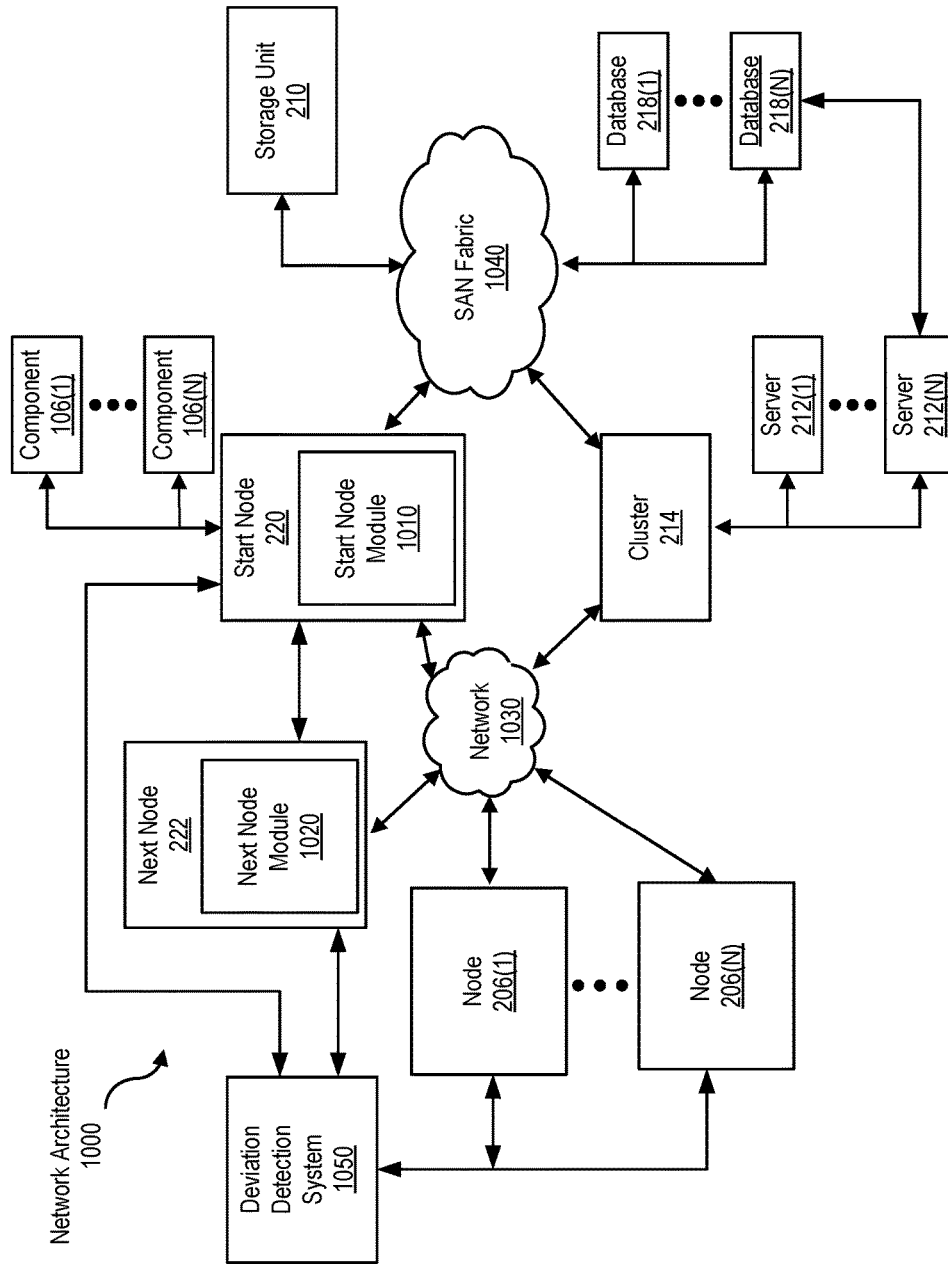 Network Architecture
1000
Deviation
Detection
System
1050
Next Node
222
Next Node
Module
1020
Start Node
220
Start Node
Module
1010
Component
106(1)
Component
106(N)
Storage Unit
210
Node
206(1)
Node
206(N)
Network
1030
SAN Fabric
1040
Cluster
214
Server
212(1)
Server
212(N)
Database
218(1)
Database
218(N)